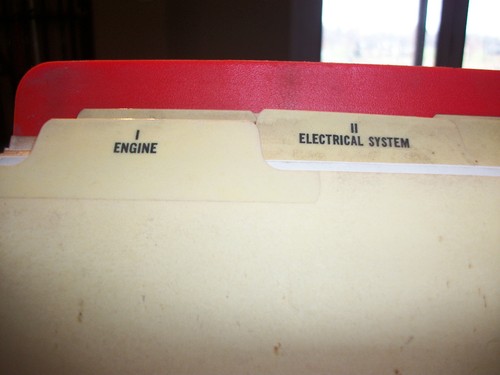 I
ENGINE
II
ELECTRICAL SYSTEM